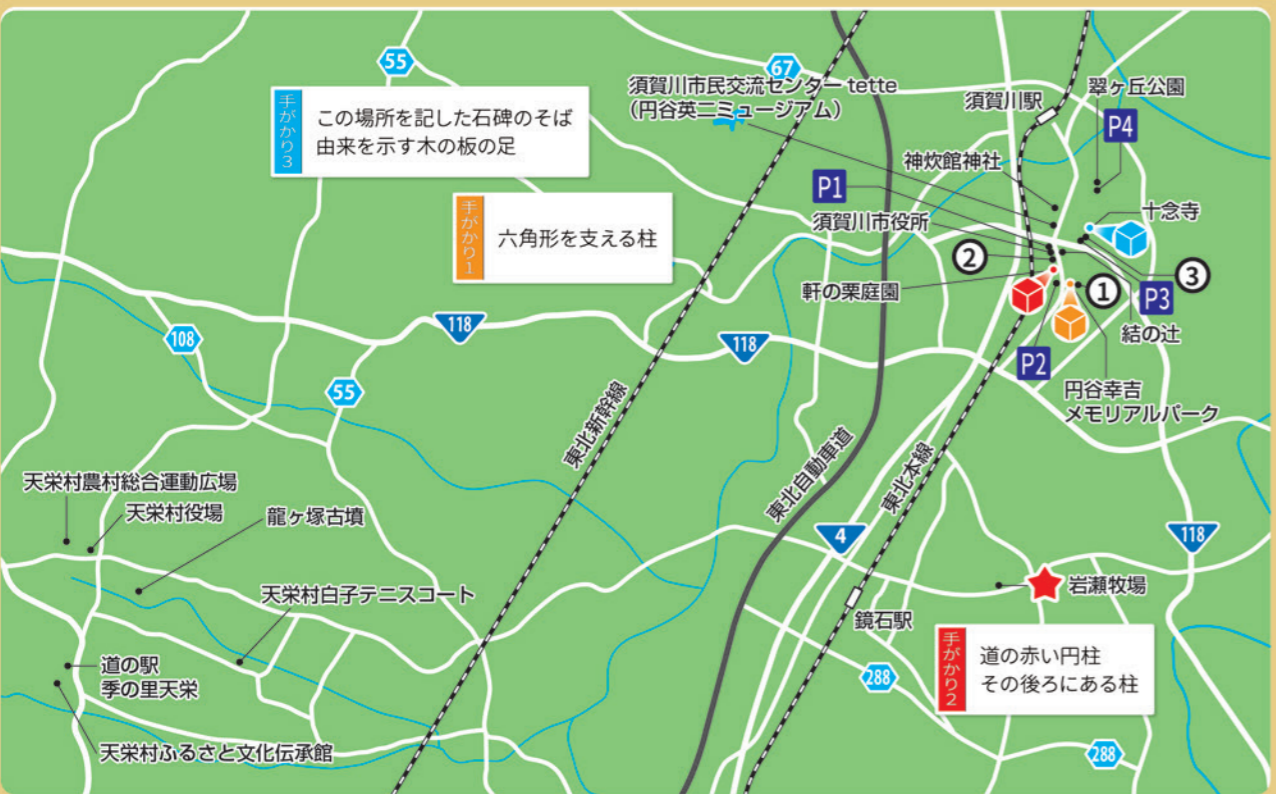 55
67
手がかり3
この場所を記した石碑のそば
由来を示す木の板の足
須賀川市民交流センター tette
(円谷英二ミュージアム)
須賀川駅
翠ヶ丘公園
P4
神炊館神社
P1
手がかり1
六角形を支える柱
須賀川市役所
十念寺
②
③
軒の栗庭園
①
P3
結の辻
P2
円谷幸吉
メモリアルパーク
118
118
108
55
東北新幹線
東北自動車道
東北本線
天栄村農村総合運動広場
天栄村役場
龍ヶ塚古墳
4
118
天栄村白子テニスコート
岩瀬牧場
鏡石駅
手がかり2
道の赤い円柱
その後ろにある柱
道の駅
季の里天栄
288
天栄村ふるさと文化伝承館
288